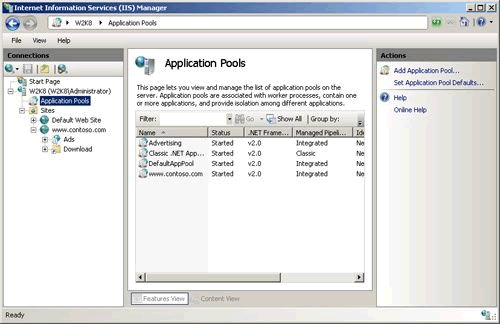 Internet Information Services (IIS) Manager
W2K8 Application Pools
File View Help
Connections
Start Page
W2K8 (W2K8\Administrator)
Application Pools
Sites
Default Web Site
www.contoso.com
Ads
Download
Application Pools
This page lets you view and manage the list of application pools on the
server. Application pools are associated with worker processes, contain one
or more applications, and provide isolation among different applications.
Filter: Go Show All Group by:
Name Status .NET Frame... Managed Pipeli... Ide
Advertising Started v2.0 Integrated Ne
Classic .NET App... Started v2.0 Classic Ne
DefaultAppPool Started v2.0 Integrated Ne
www.contoso.com Started v2.0 Integrated Ne
Features View Content View
Actions
Add Application Pool...
Set Application Pool Defaults...
Help
Online Help
Ready